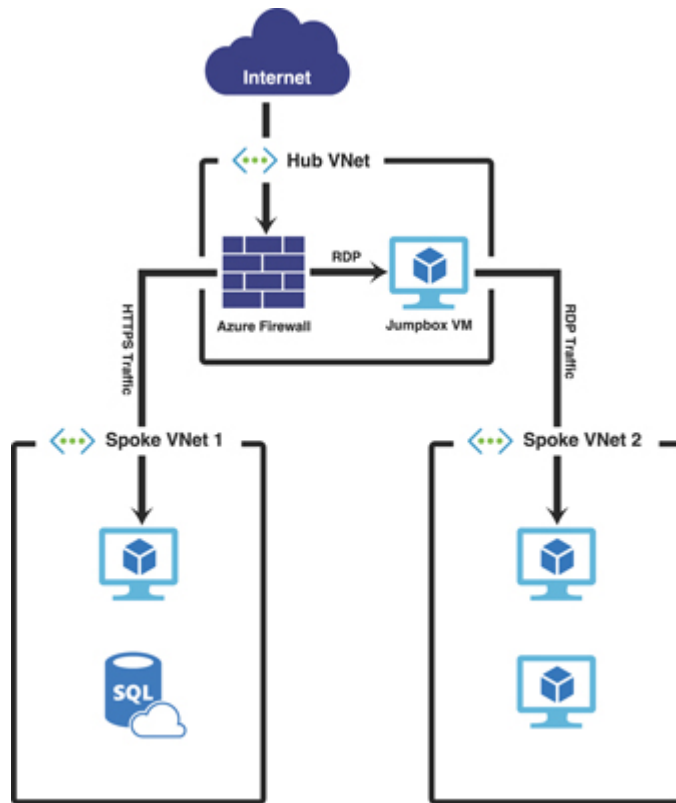 Internet
Hub VNet
RDP
Azure Firewall
Jumpbox VM
HTTPS Traffic
RDP Traffic
Spoke VNet 1
Spoke VNet 2
SQL